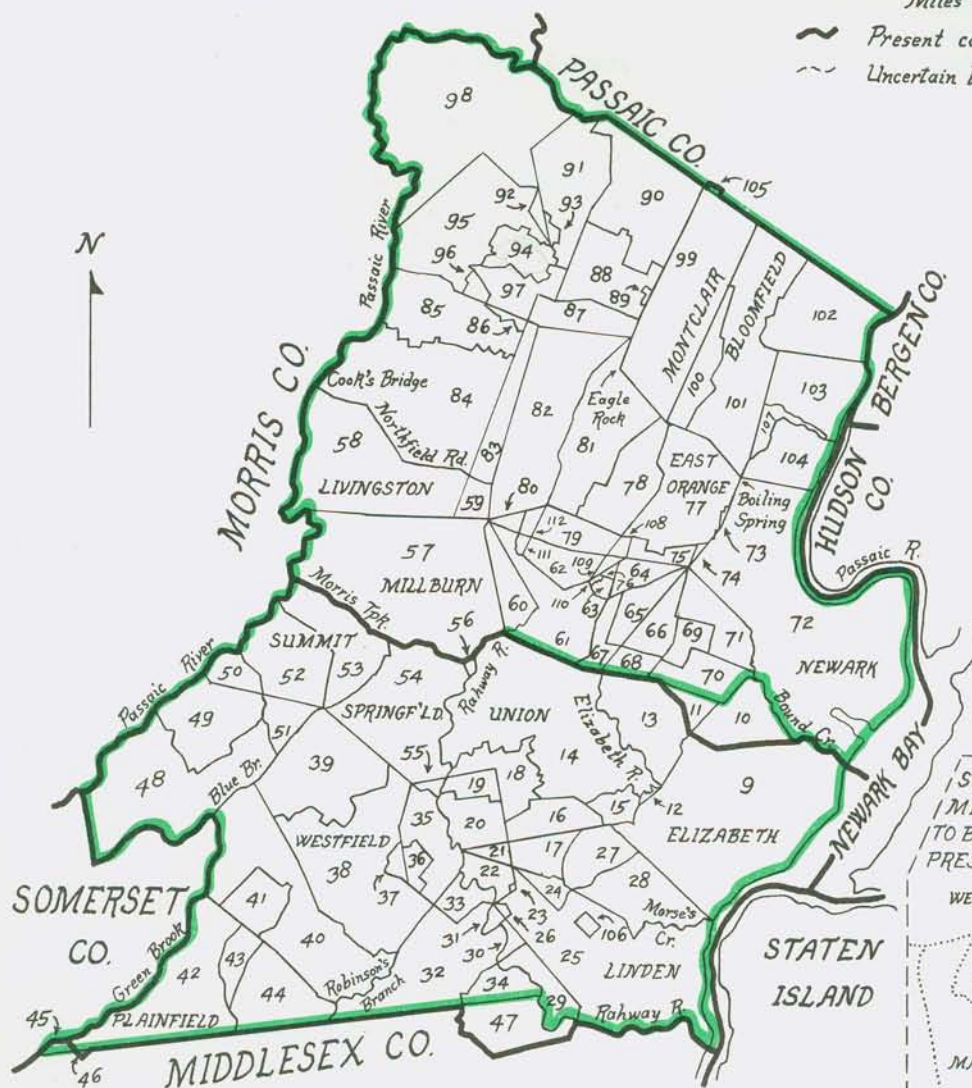 Miles
Present co
Uncertain
PASSAIC CO.
98
91
92
93
90
105
95
94
96
97
88
89
99
N
Passaic River
85
86
87
MONTCLAIR
BLOOMFIELD
102
BERGEN CO.
100
101
103
107
104
MORRIS CO.
Cook's Bridge
84
82
Eagle
Rock
81
58
Northfield Rd.
83
EAST
ORANGE
78
77
Boiling
Spring
HUDSON
CO.
LIVINGSTON
59
80
108
73
112
79
75
74
111
62
109
64
76
57
MILLBURN
110
63
65
66
69
71
72
Passaic R.
Morris Tpk.
60
56
61
67
68
70
NEWARK
Passaic River
SUMMIT
50
52
53
54
Rahway R.
Bound Cr.
49
51
SPRINGF'LD
UNION
Elizabeth R.
13
11
10
48
Blue Br.
39
55
14
12
9
NEWARK BAY
35
19
18
15
ELIZABETH
20
16
WESTFIELD
36
21
17
27
38
37
22
28
24
SOMERSET
CO.
41
33
23
Morse's
Cr.
106
40
31
26
STATEN
ISLAND
Green Brook
42
43
30
25
44
Robinson's
Branch
32
LINDEN
34
29
Rahway R.
PLAINFIELD
47
45
46
MIDDLESEX CO.
S
M
TO B
PRES
WE
MA